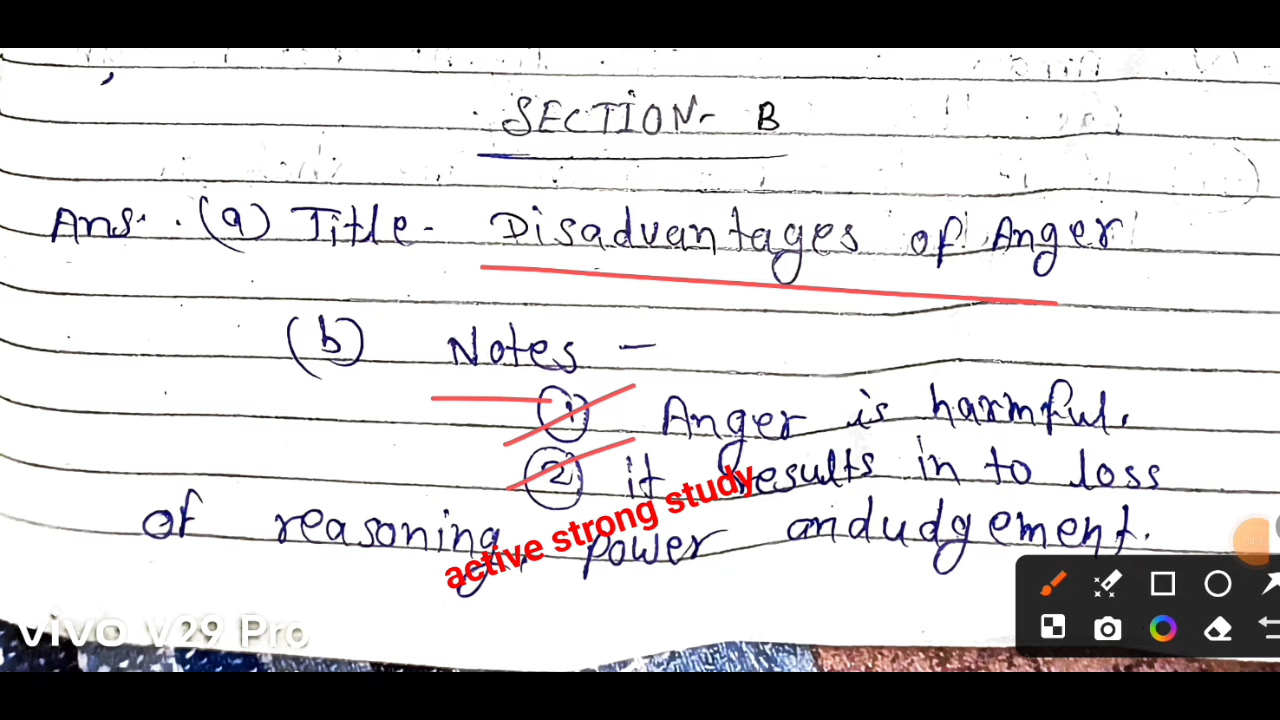 SECTION- B
Ans. (a) Title- Disadvantages of Anger
(b) Notes -
① Anger is harmful.
② it results in to loss
of reasoning, power andudgement.
active strong study
vivo V29 Pro